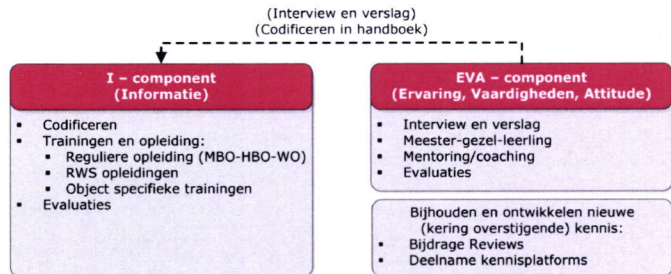 (Interview en verslag)
(Codificeren in handboek)
I – component
(Informatie)
▪ Codificeren
▪ Trainingen en opleiding:
▪ Reguliere opleiding (MBO-HBO-WO)
▪ RWS opleidingen
▪ Object specifieke trainingen
▪ Evaluaties
EVA – component
(Ervaring, Vaardigheden, Attitude)
▪ Interview en verslag
▪ Meester-gezel-leerling
▪ Mentoring/coaching
▪ Evaluaties
Bijhouden en ontwikkelen nieuwe
(kering overstijgende) kennis:
▪ Bijdrage Reviews
▪ Deelname kennisplatforms